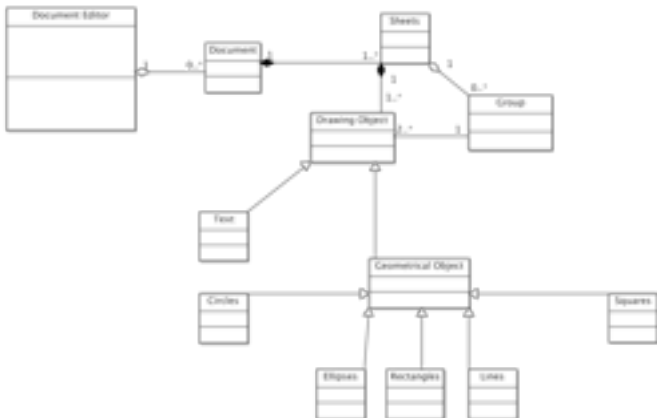 Document Editor
Sheets
Document
1
0..*
1
1..*
1
1
1..*
0..*
Group
Drawing Object
2..*
1
Text
Geometrical Object
Circles
Squares
Ellipses
Rectangles
Lines